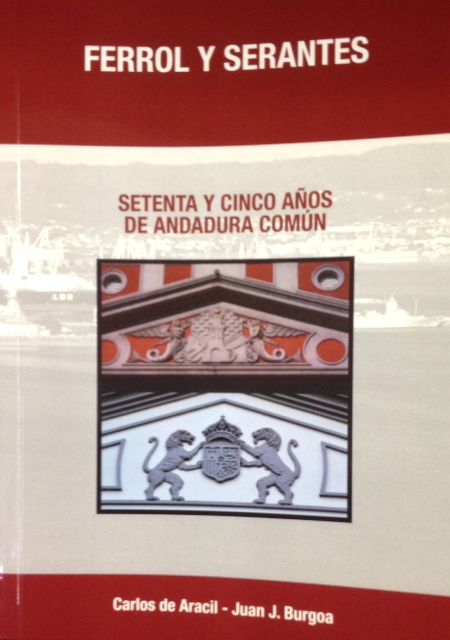 FERROL Y SERANTES
SETENTA Y CINCO AÑOS
DE ANDADURA COMÚN
Carlos de Aracil - Juan J. Burgoa